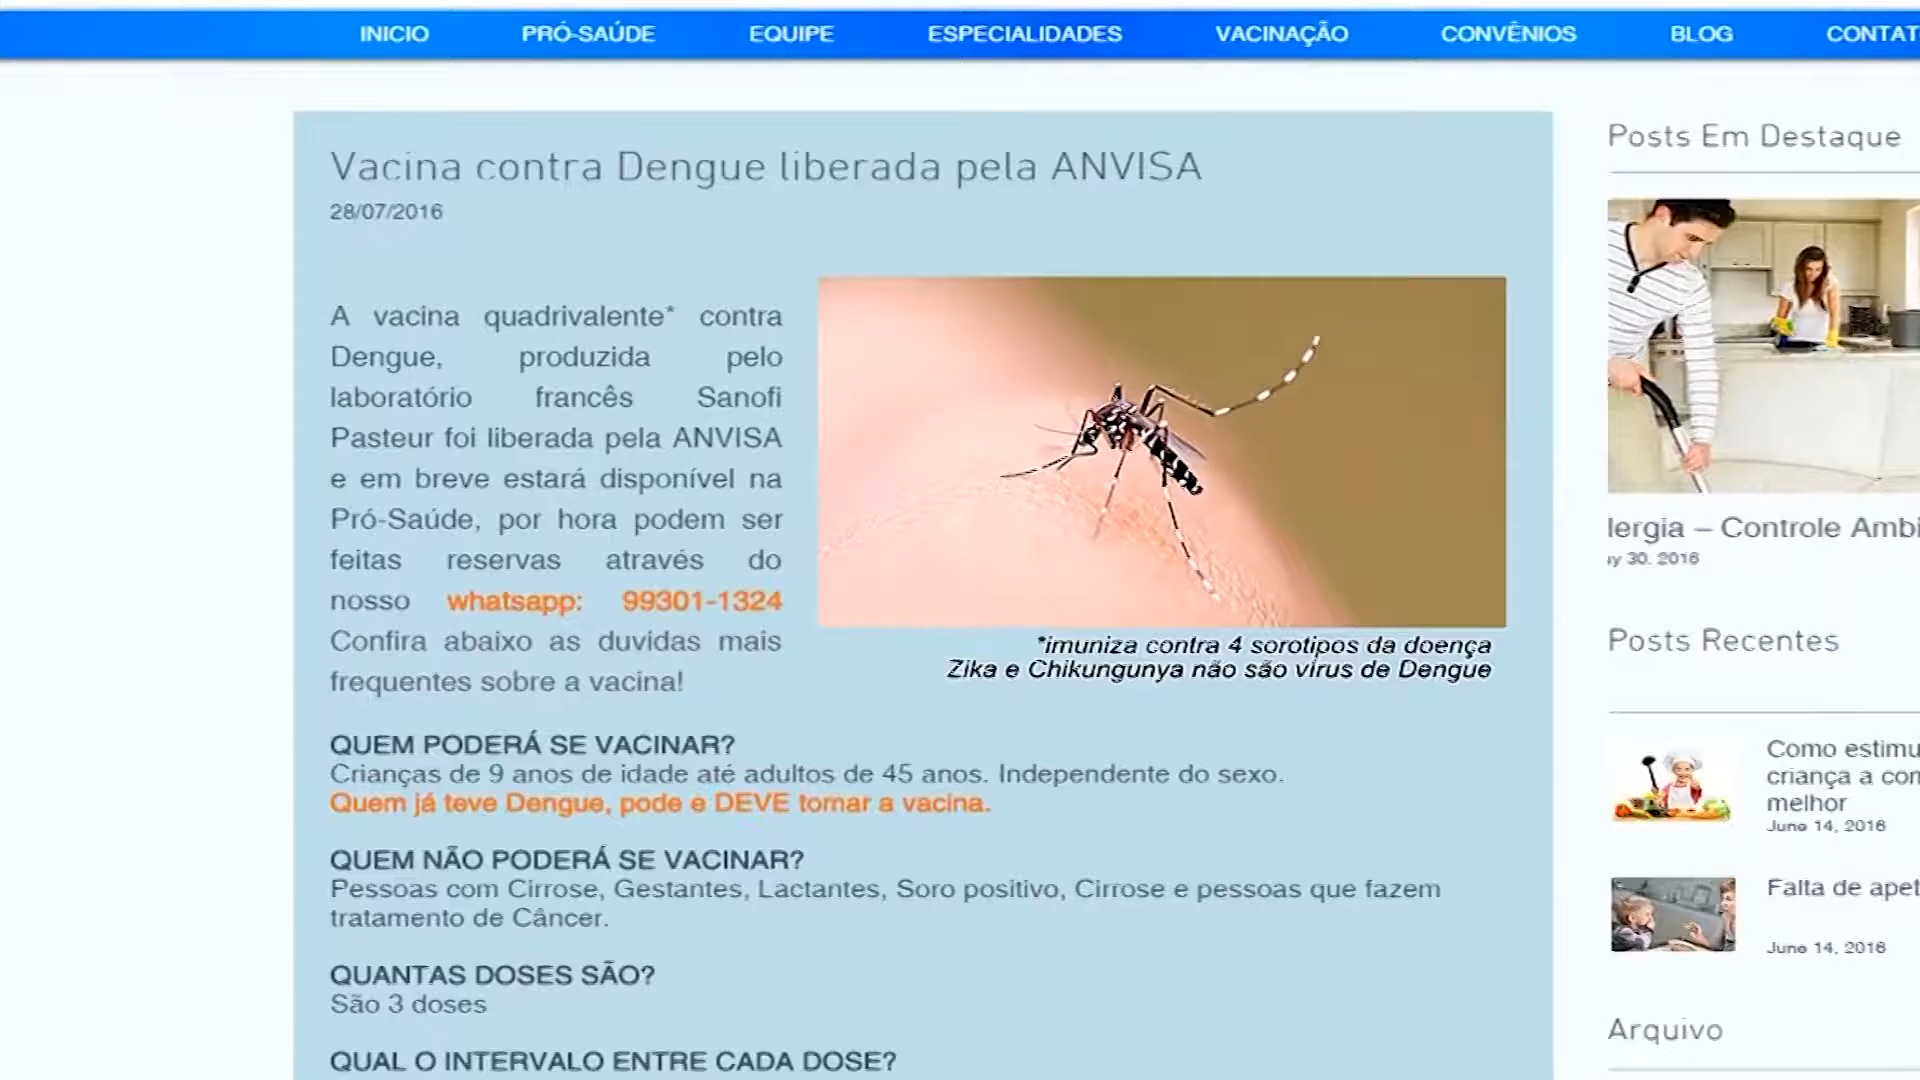 INICIO PRÓ-SAÚDE EQUIPE ESPECIALIDADES VACINAÇÃO CONVÊNIOS BLOG CONTAT
Vacina contra Dengue liberada pela ANVISA
28/07/2016
A vacina quadrivalente* contra
Dengue, produzida pelo
laboratório francês Sanofi
Pasteur foi liberada pela ANVISA
e em breve estará disponível na
Pró-Saúde, por hora podem ser
feitas reservas através do
nosso whatsapp: 99301-1324
Confira abaixo as duvidas mais
frequentes sobre a vacina!
*imuniza contra 4 sorotipos da doença
Zika e Chikungunya não são vírus de Dengue
QUEM PODERÁ SE VACINAR?
Crianças de 9 anos de idade até adultos de 45 anos. Independente do sexo.
Quem já teve Dengue, pode e DEVE tomar a vacina.
QUEM NÃO PODERÁ SE VACINAR?
Pessoas com Cirrose, Gestantes, Lactantes, Soro positivo, Cirrose e pessoas que fazem
tratamento de Câncer.
QUANTAS DOSES SÃO?
São 3 doses
QUAL O INTERVALO ENTRE CADA DOSE?
Posts Em Destaque
lergia – Controle Ambi
ay 30, 2016
Posts Recentes
Como estimu
criança a com
melhor
June 14, 2016
Falta de apet
June 14, 2016
Arquivo